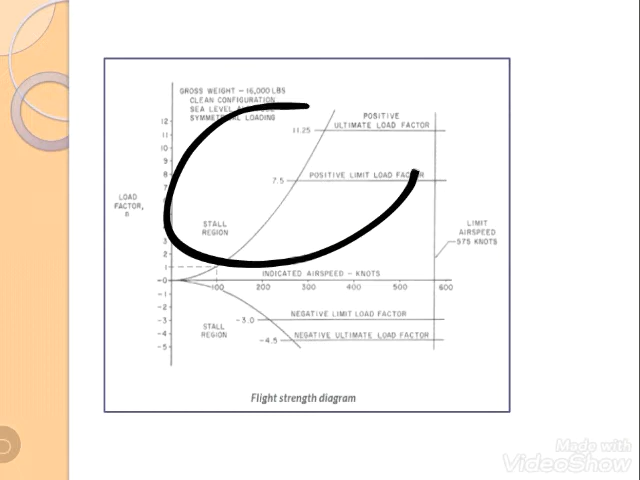 GROSS WEIGHT - 16,000 LBS
CLEAN CONFIGURATION
SEA LEVEL
LOADING
POSITIVE
ULTIMATE LOAD FACTOR
11.25
7.5
POSITIVE LIMIT LOAD FACTOR
LOAD
FACTOR,
n
STALL
REGION
LIMIT
AIRSPEED
575 KNOTS
INDICATED AIRSPEED - KNOTS
100 200 300 400 500 600
NEGATIVE LIMIT LOAD FACTOR
-3.0
STALL
REGION
NEGATIVE ULTIMATE LOAD FACTOR
-4.5
12
11
10
9
8
7
3
2
1
-0
-1
-2
-3
-4
-5
Flight strength diagram
Made with
VideoShow